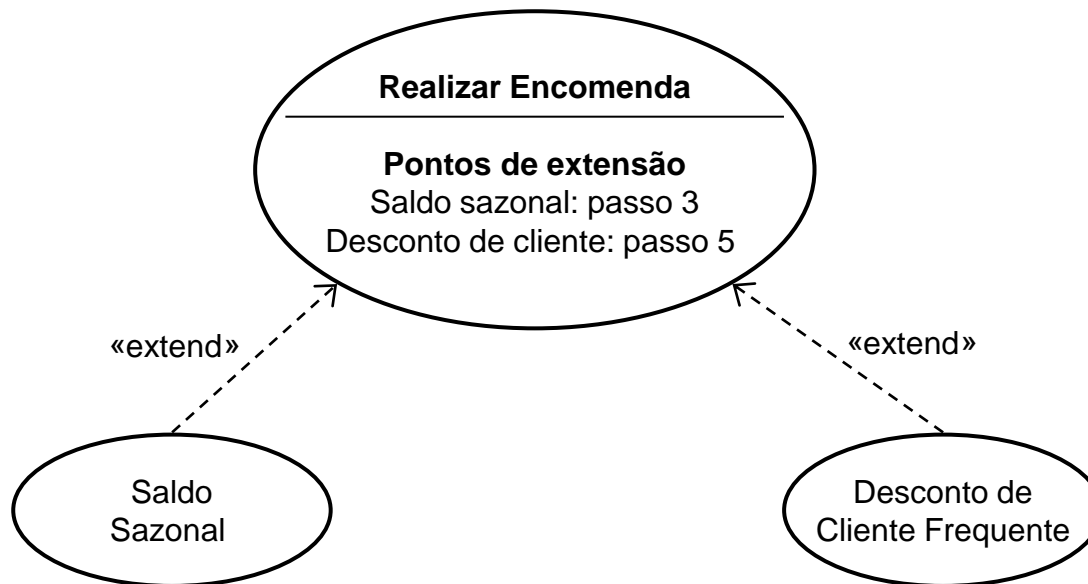 Realizar Encomenda
Pontos de extensão
Saldo sazonal: passo 3
Desconto de cliente: passo 5
«extend»
«extend»
Saldo
Sazonal
Desconto de
Cliente Frequente